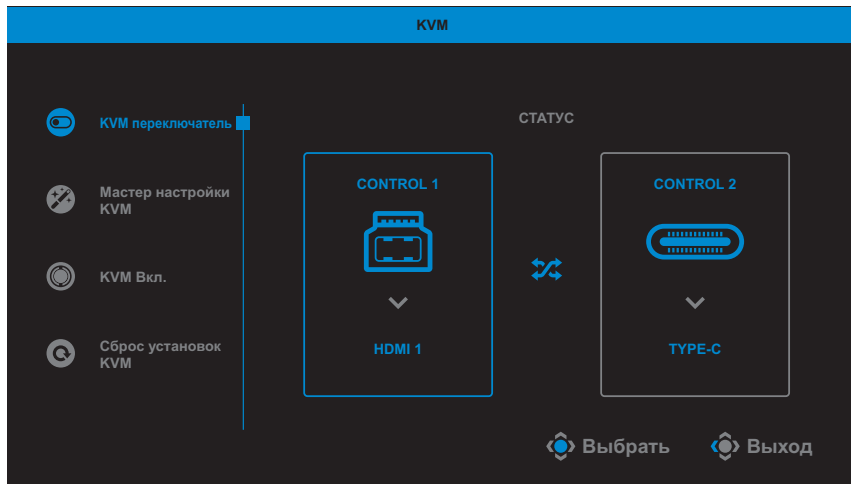 KVM
KVM переключатель
СТАТУС
Мастер настройки
KVM
KVM Вкл.
Сброс установок
KVM
CONTROL 1
HDMI 1
CONTROL 2
TYPE-C
Выбрать
Выход